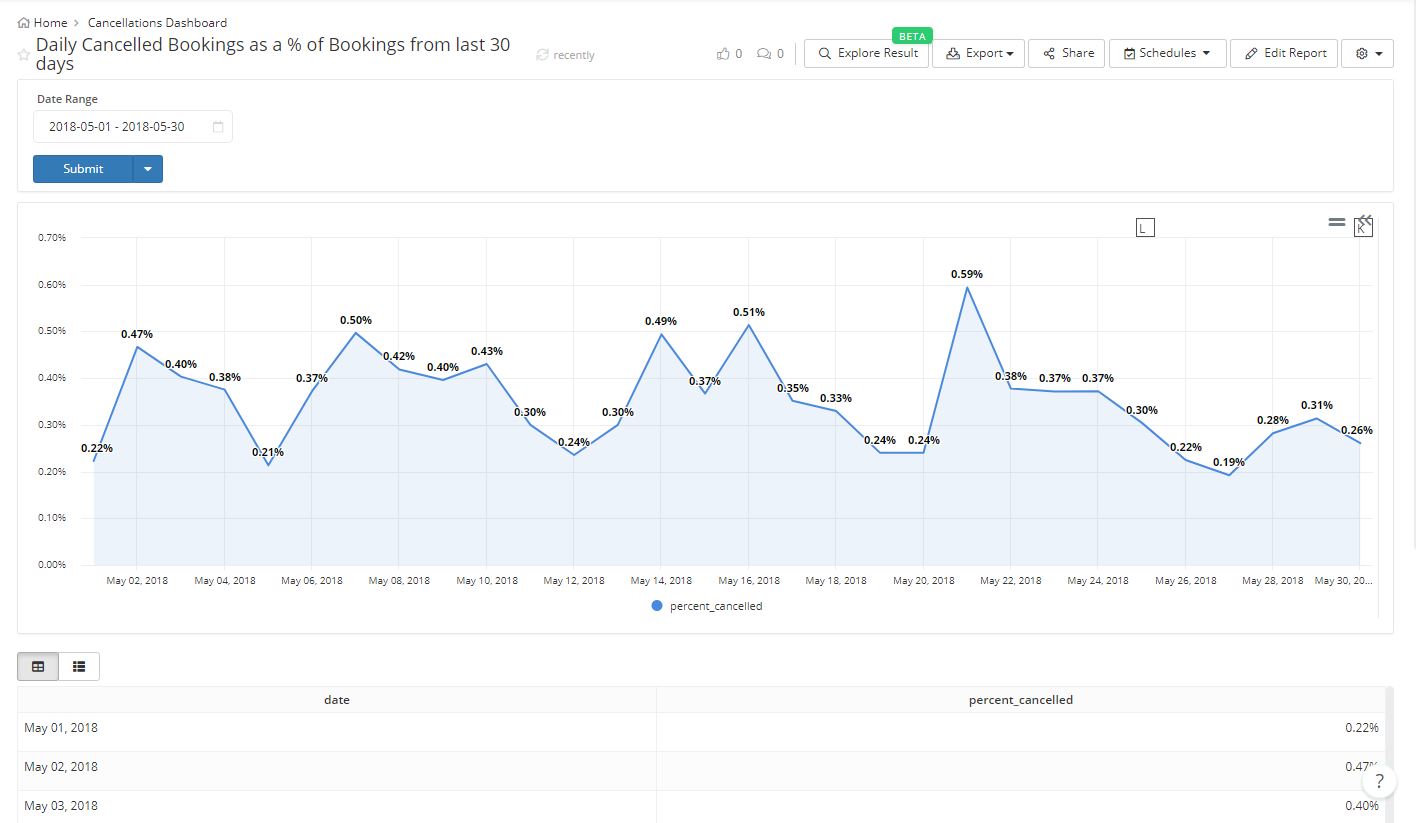 Home > Cancellations Dashboard
Daily Cancelled Bookings as a % of Bookings from last 30
days
recently
0 0
BETA
Explore Result Export Share Schedules Edit Report
Date Range
2018-05-01 - 2018-05-30
Submit
L
K
0.70%
0.60%
0.50%
0.40%
0.30%
0.20%
0.10%
0.00%
0.22% 0.47% 0.40% 0.38% 0.21% 0.37% 0.50% 0.42% 0.40% 0.43% 0.30% 0.24% 0.30% 0.49% 0.37% 0.51% 0.35% 0.33% 0.24% 0.24% 0.59% 0.38% 0.37% 0.37% 0.30% 0.22% 0.19% 0.28% 0.31% 0.26%
May 02, 2018 May 04, 2018 May 06, 2018 May 08, 2018 May 10, 2018 May 12, 2018 May 14, 2018 May 16, 2018 May 18, 2018 May 20, 2018 May 22, 2018 May 24, 2018 May 26, 2018 May 28, 2018 May 30, 20...
percent_cancelled
date percent_cancelled
May 01, 2018 0.22%
May 02, 2018 0.47%
May 03, 2018 0.40%
?